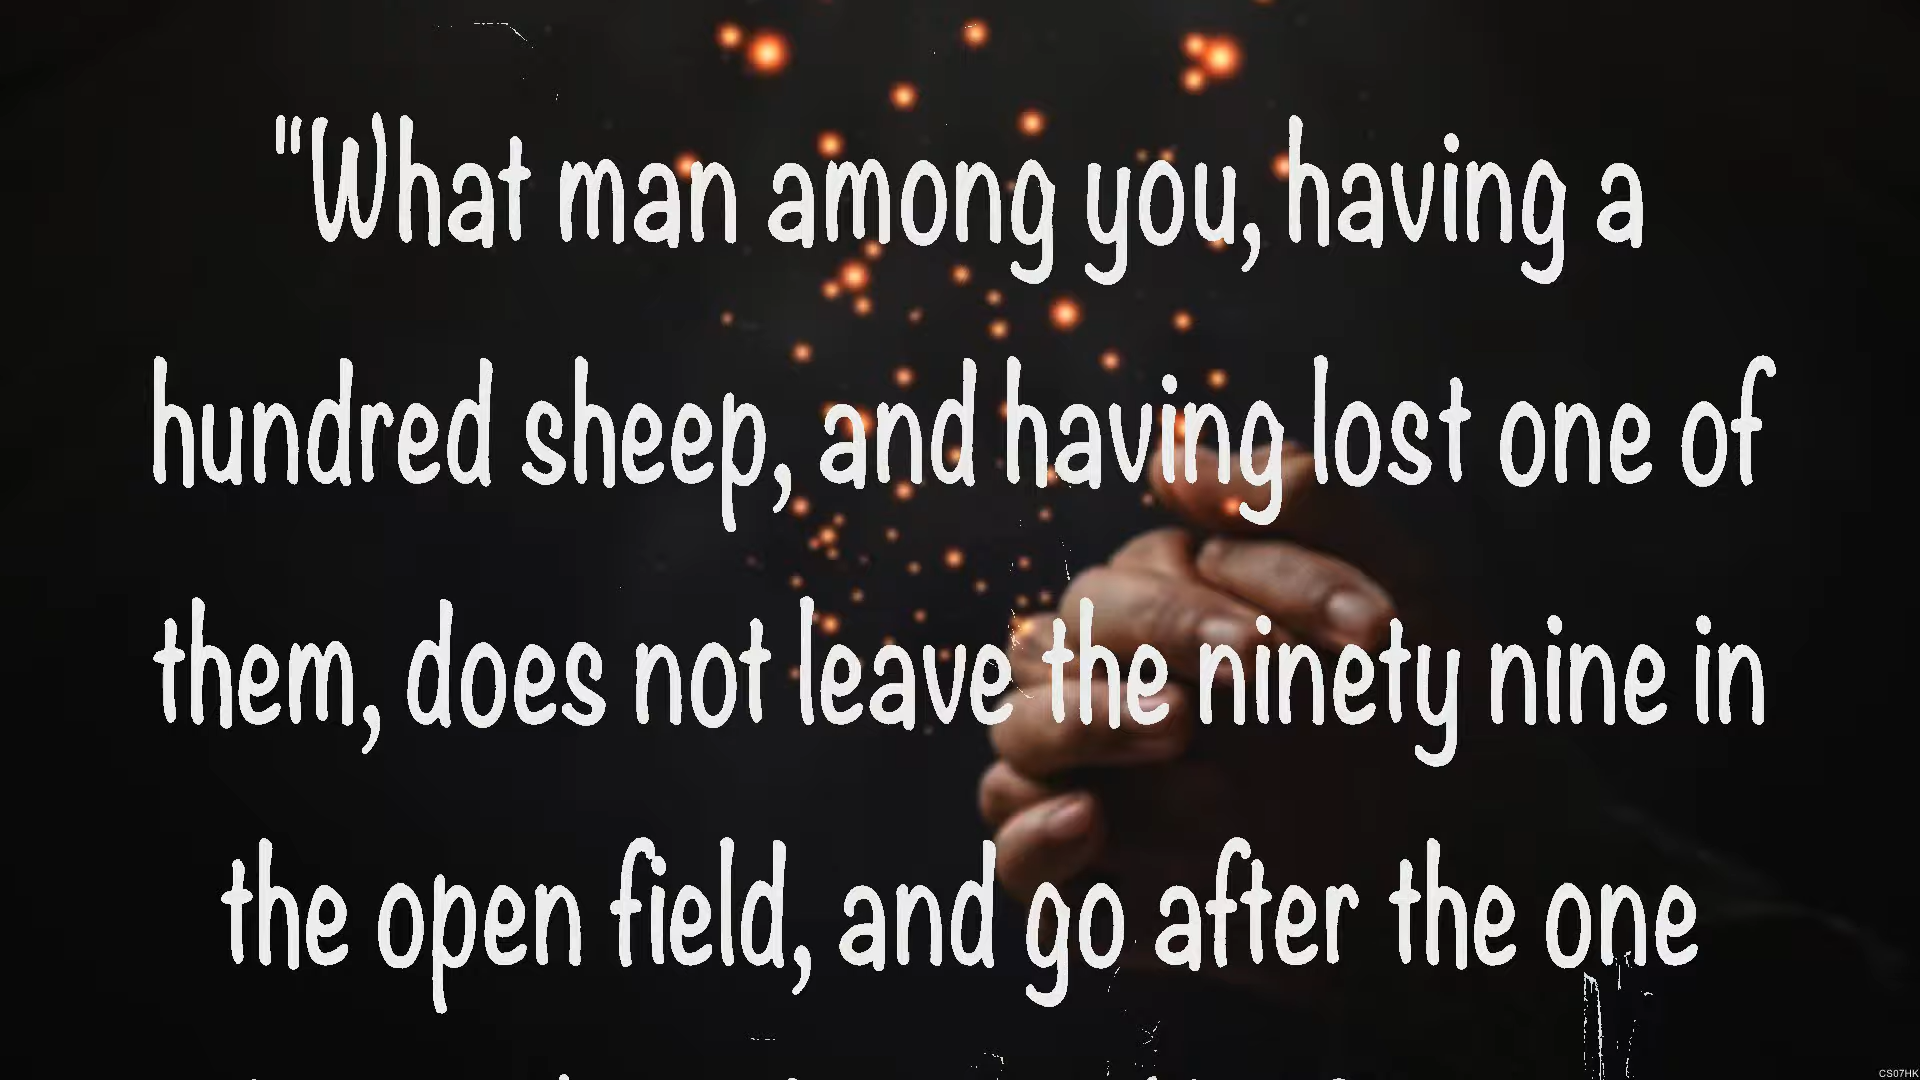 "What man among you, having a
hundred sheep, and having lost one of
them, does not leave the ninety nine in
the open field, and go after the one
CS07HK